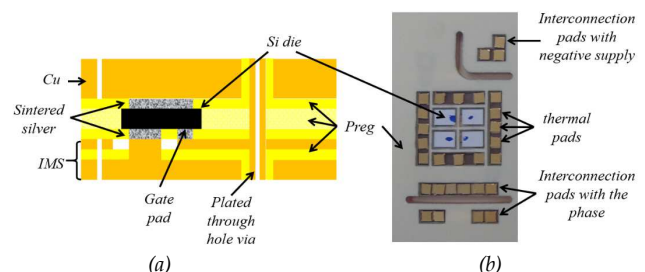 Interconnection
pads with
negative supply
Si die
Cu
Sintered
silver
Preg
thermal
pads
IMS
Gate
pad
Plated
through
hole via
Interconnection
pads with the
phase
(a)
(b)